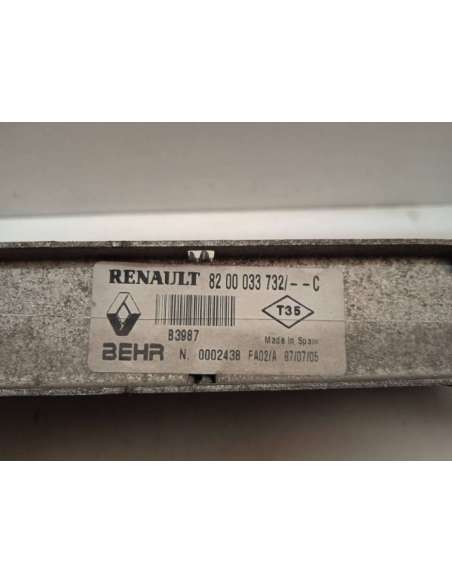 RENAULT 82 00 033 732/--C
T35
B3987
Made in Spain
BEHR N. 0002438 FA02/A 07/07/05